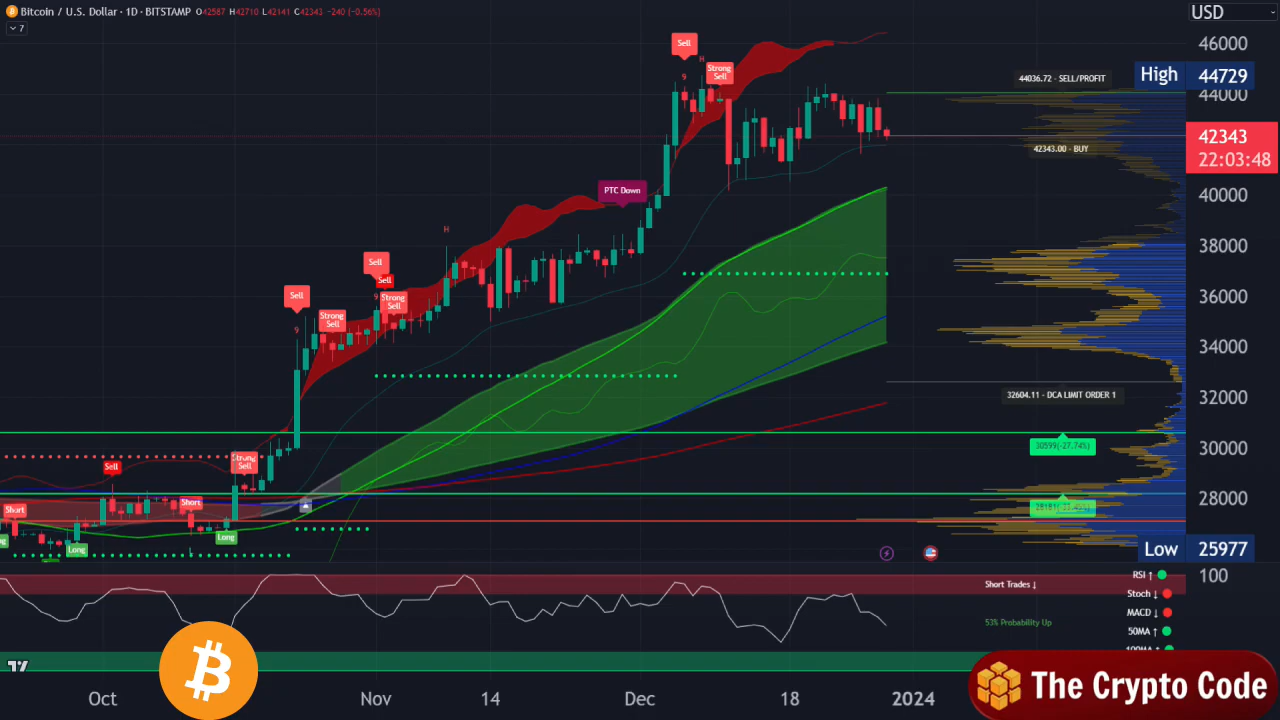 Bitcoin / U.S. Dollar · 1D · BITSTAMP O42587 H42710 L42141 C42343 -240 (-0.56%)
USD
7
46000
44036.72 - SELL/PROFIT
High 44729
44000
42343
22:03:48
42343.00 - BUY
40000
38000
36000
34000
32604.11 - DCA LIMIT ORDER 1
32000
30599(-27.74%)
30000
28000
Low 25977
Sell
9
H
Strong
Sell
PTC Down
H
Sell
Sell
9
Strong
Sell
Sell
9
Strong
Sell
Strong
Sell
Sell
Short
Short
Long
Long
100
Short Trades ↓
53% Probability Up
RSI ↑
Stoch ↓
MACD ↓
50MA ↑
100MA ↑
Oct
Nov
14
Dec
18
2024
The Crypto Code